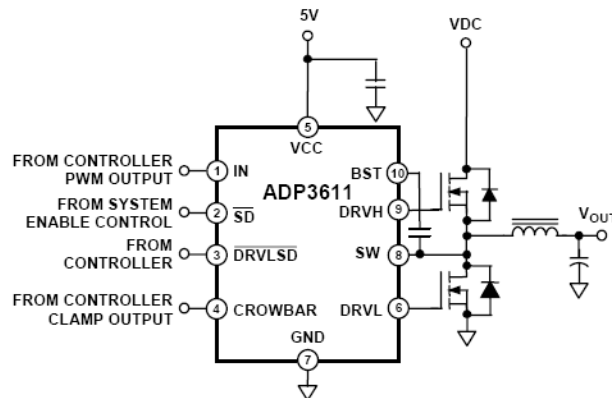 5V
VDC
5
VCC
FROM CONTROLLER
PWM OUTPUT
1 IN
BST 10
ADP3611
FROM SYSTEM
ENABLE CONTROL
2 SD
DRVH 9
FROM
CONTROLLER
3 DRVLSD
SW 8
VOUT
FROM CONTROLLER
CLAMP OUTPUT
4 CROWBAR
DRVL 6
GND
7